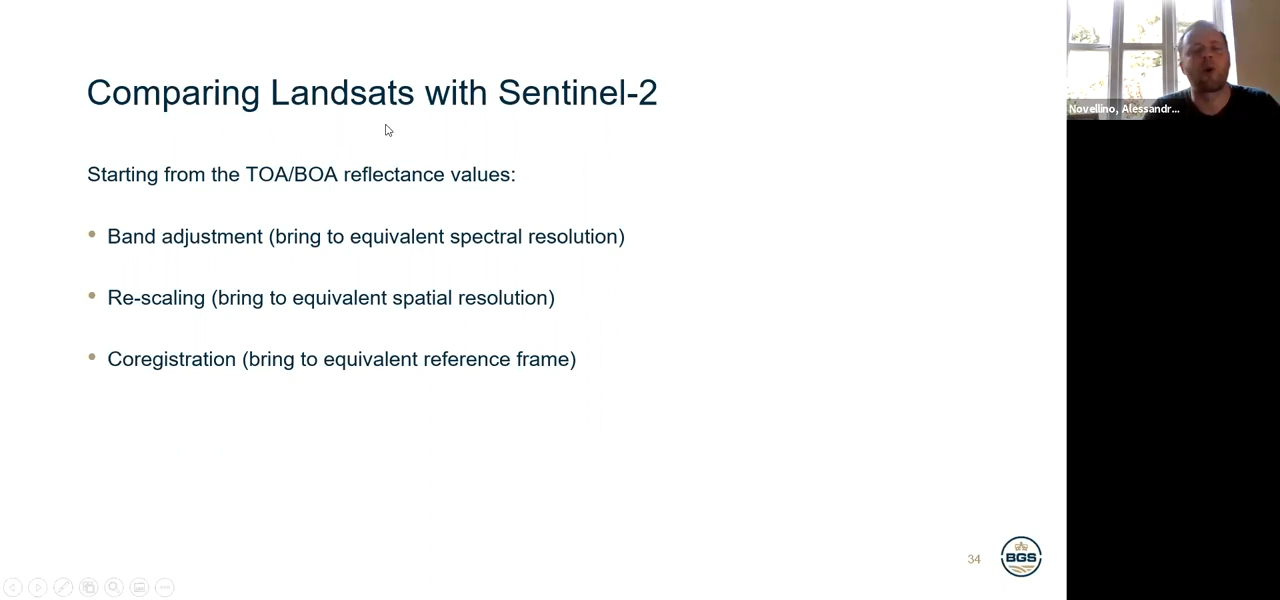 Comparing Landsats with Sentinel-2
Novellino, Alessandr...
Starting from the TOA/BOA reflectance values:
• Band adjustment (bring to equivalent spectral resolution)
• Re-scaling (bring to equivalent spatial resolution)
• Coregistration (bring to equivalent reference frame)
34
BGS